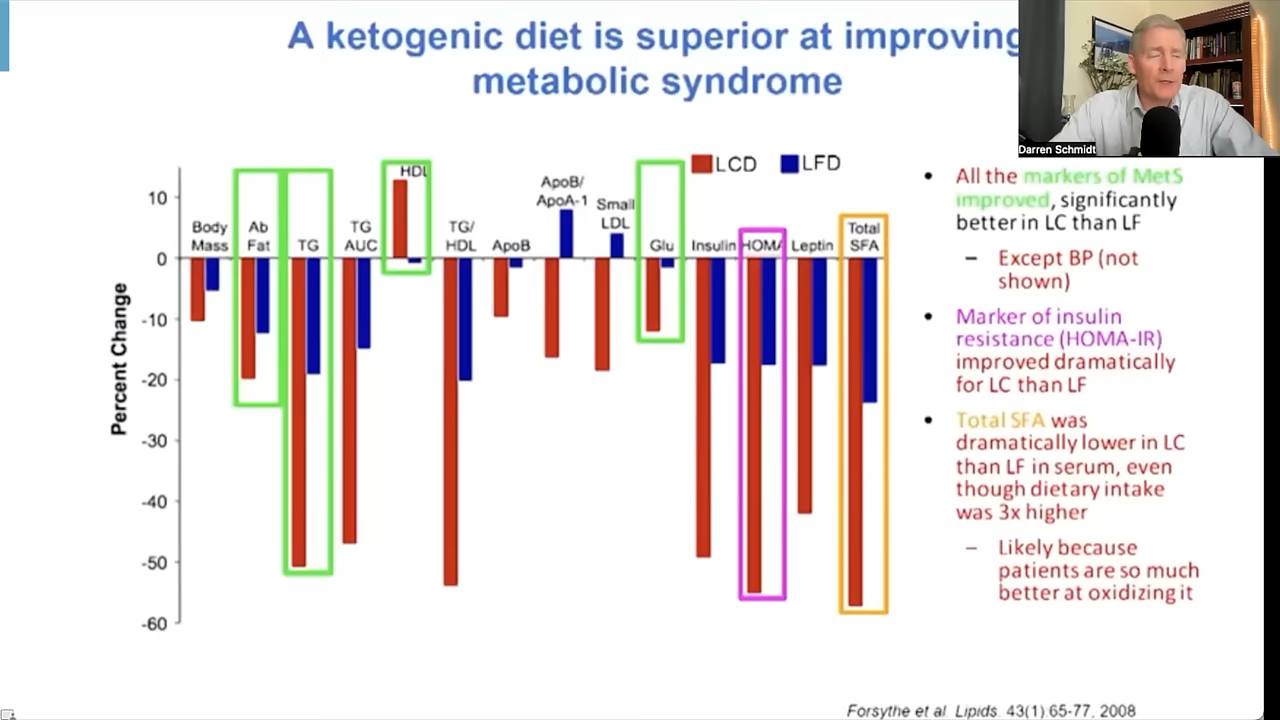 A ketogenic diet is superior at improving
metabolic syndrome
Darren Schmidt
LCD
LFD
Percent Change
10
0
-10
-20
-30
-40
-50
-60
Body
Mass
Ab
Fat
TG
TG
AUC
HDL
TG/
HDL
ApoB
ApoB/
ApoA-1
Small
LDL
Glu
Insulin
HOMA
Leptin
Total
SFA
• All the markers of MetS
improved, significantly
better in LC than LF
– Except BP (not
shown)
• Marker of insulin
resistance (HOMA-IR)
improved dramatically
for LC than LF
• Total SFA was
dramatically lower in LC
than LF in serum, even
though dietary intake
was 3x higher
– Likely because
patients are so much
better at oxidizing it
Forsythe et al. Lipids. 43(1):65-77, 2008